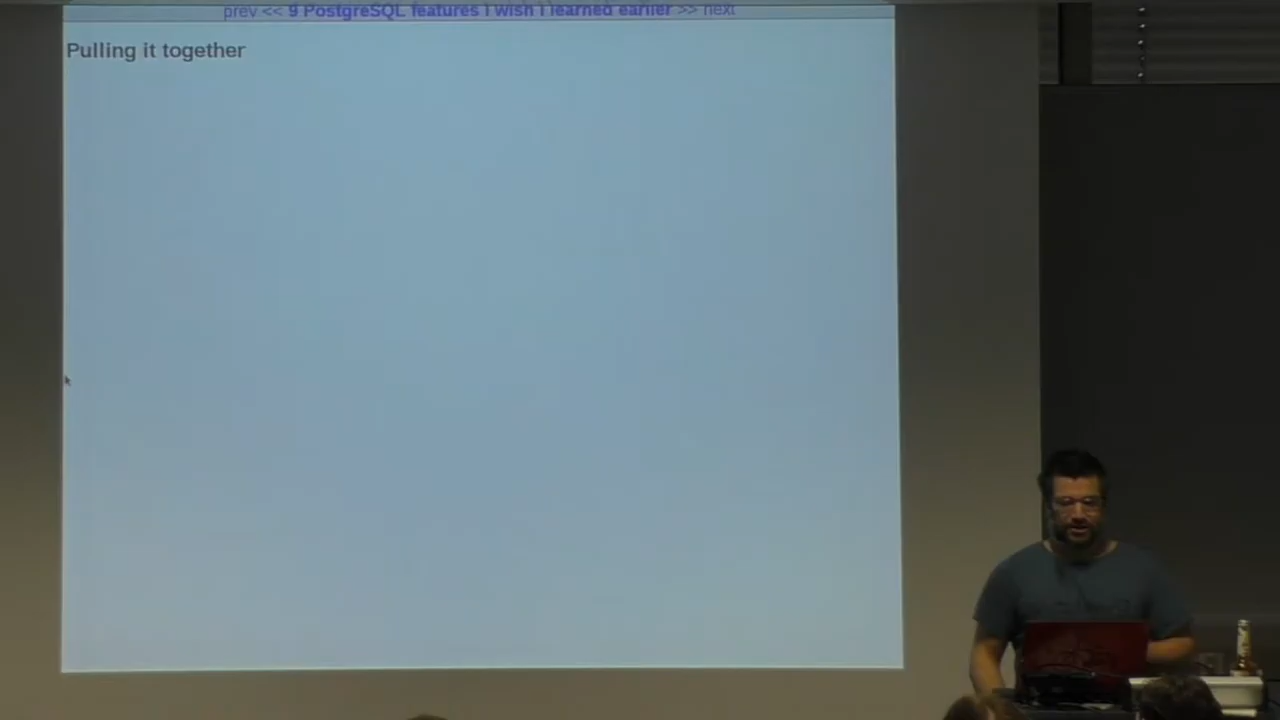 prev << 9 PostgreSQL features I wish I learned earlier >> next
Pulling it together